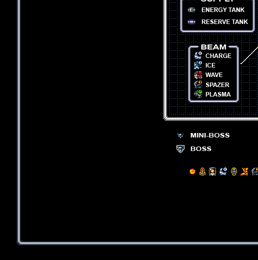 ENERGY TANK
RESERVE TANK
BEAM
CHARGE
ICE
WAVE
SPAZER
PLASMA
MINI-BOSS
BOSS